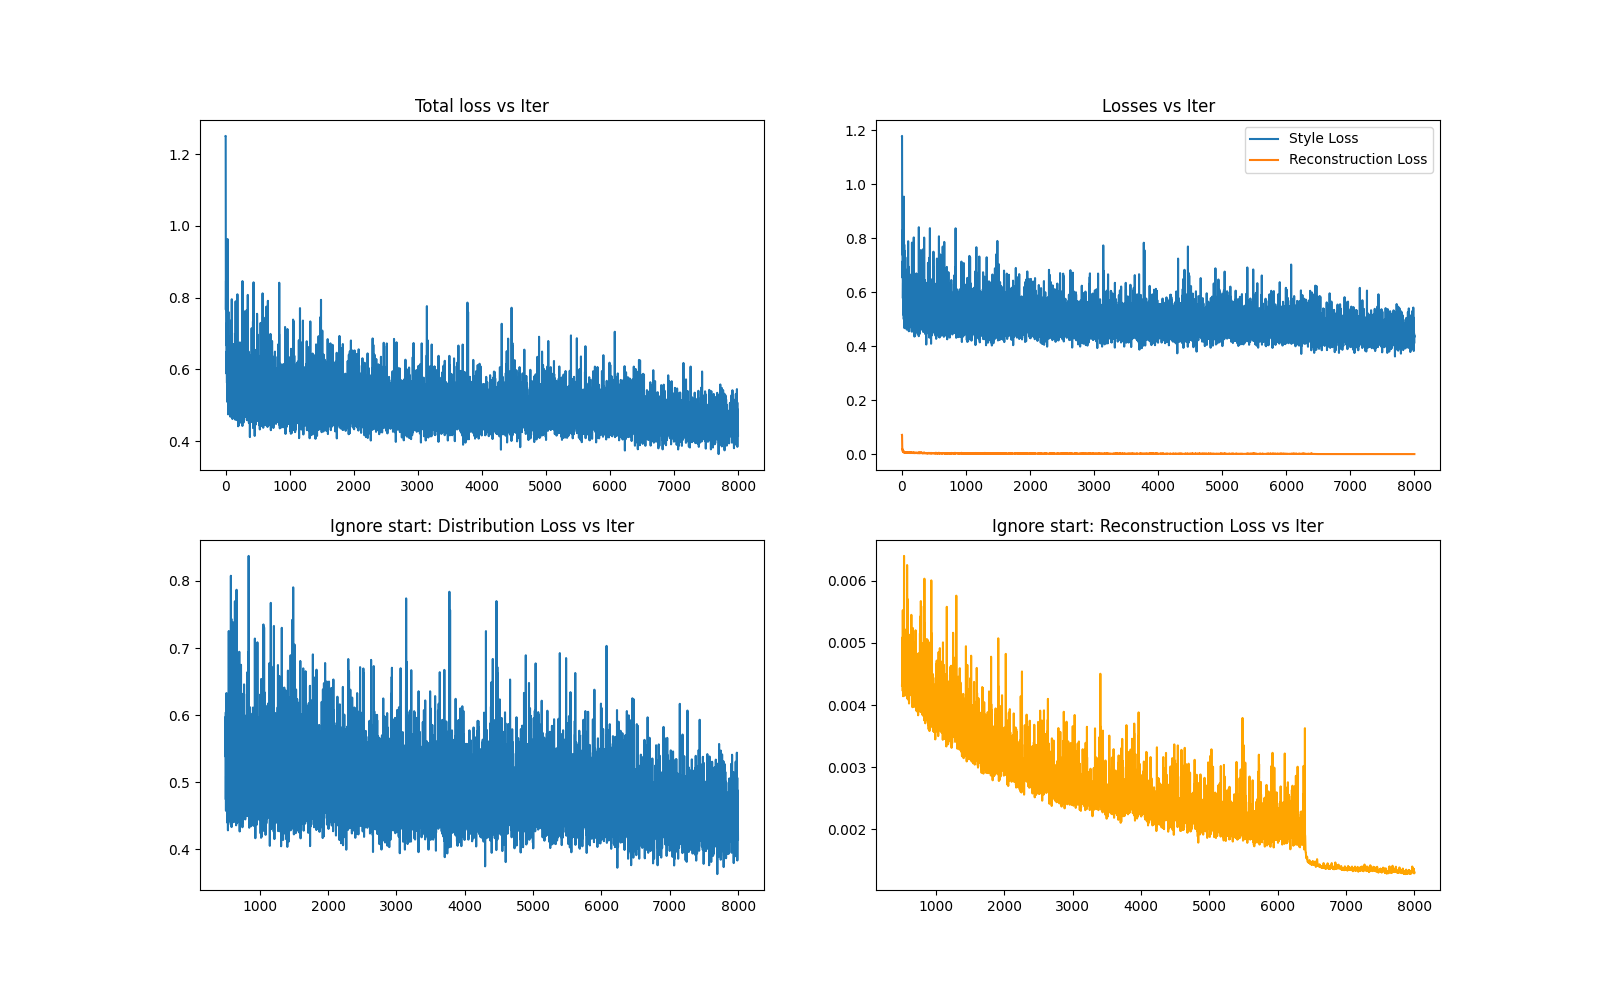 Total loss vs Iter
1.2
1.0
0.8
0.6
0.4
0 1000 2000 3000 4000 5000 6000 7000 8000
Losses vs Iter
Style Loss
Reconstruction Loss
1.2
1.0
0.8
0.6
0.4
0.2
0.0
0 1000 2000 3000 4000 5000 6000 7000 8000
Ignore start: Distribution Loss vs Iter
0.8
0.7
0.6
0.5
0.4
1000 2000 3000 4000 5000 6000 7000 8000
Ignore start: Reconstruction Loss vs Iter
0.006
0.005
0.004
0.003
0.002
1000 2000 3000 4000 5000 6000 7000 8000